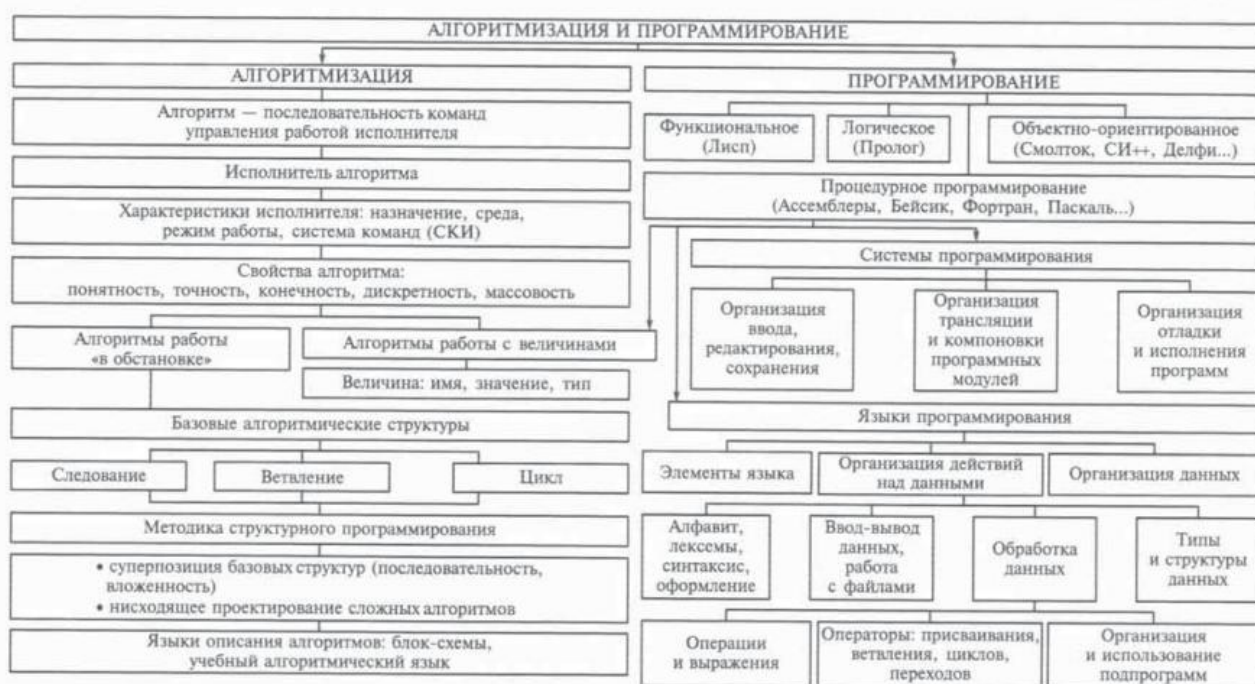 АЛГОРИТМИЗАЦИЯ И ПРОГРАММИРОВАНИЕ
АЛГОРИТМИЗАЦИЯ
Алгоритм — последовательность команд
управления работой исполнителя
Исполнитель алгоритма
Характеристики исполнителя: назначение, среда,
режим работы, система команд (СКИ)
Свойства алгоритма:
понятность, точность, конечность, дискретность, массовость
Алгоритмы работы
«в обстановке»
Алгоритмы работы с величинами
Величина: имя, значение, тип
Базовые алгоритмические структуры
Следование
Ветвление
Цикл
Методика структурного программирования
• суперпозиция базовых структур (последовательность,
вложенность)
• нисходящее проектирование сложных алгоритмов
Языки описания алгоритмов: блок-схемы,
учебный алгоритмический язык
ПРОГРАММИРОВАНИЕ
Функциональное
(Лисп)
Логическое
(Пролог)
Объектно-ориентированное
(Смолток, СИ++, Делфи...)
Процедурное программирование
(Ассемблеры, Бейсик, Фортран, Паскаль...)
Системы программирования
Организация
ввода,
редактирования,
сохранения
Организация
трансляции
и компоновки
программных
модулей
Организация
отладки
и исполнения
программ
Языки программирования
Элементы языка
Организация действий
над данными
Организация данных
Алфавит,
лексемы,
синтаксис,
оформление
Ввод-вывод
данных,
работа
с файлами
Обработка
данных
Типы
и структуры
данных
Операции
и выражения
Операторы: присваивания,
ветвления, циклов,
переходов
Организация
и использование
подпрограмм